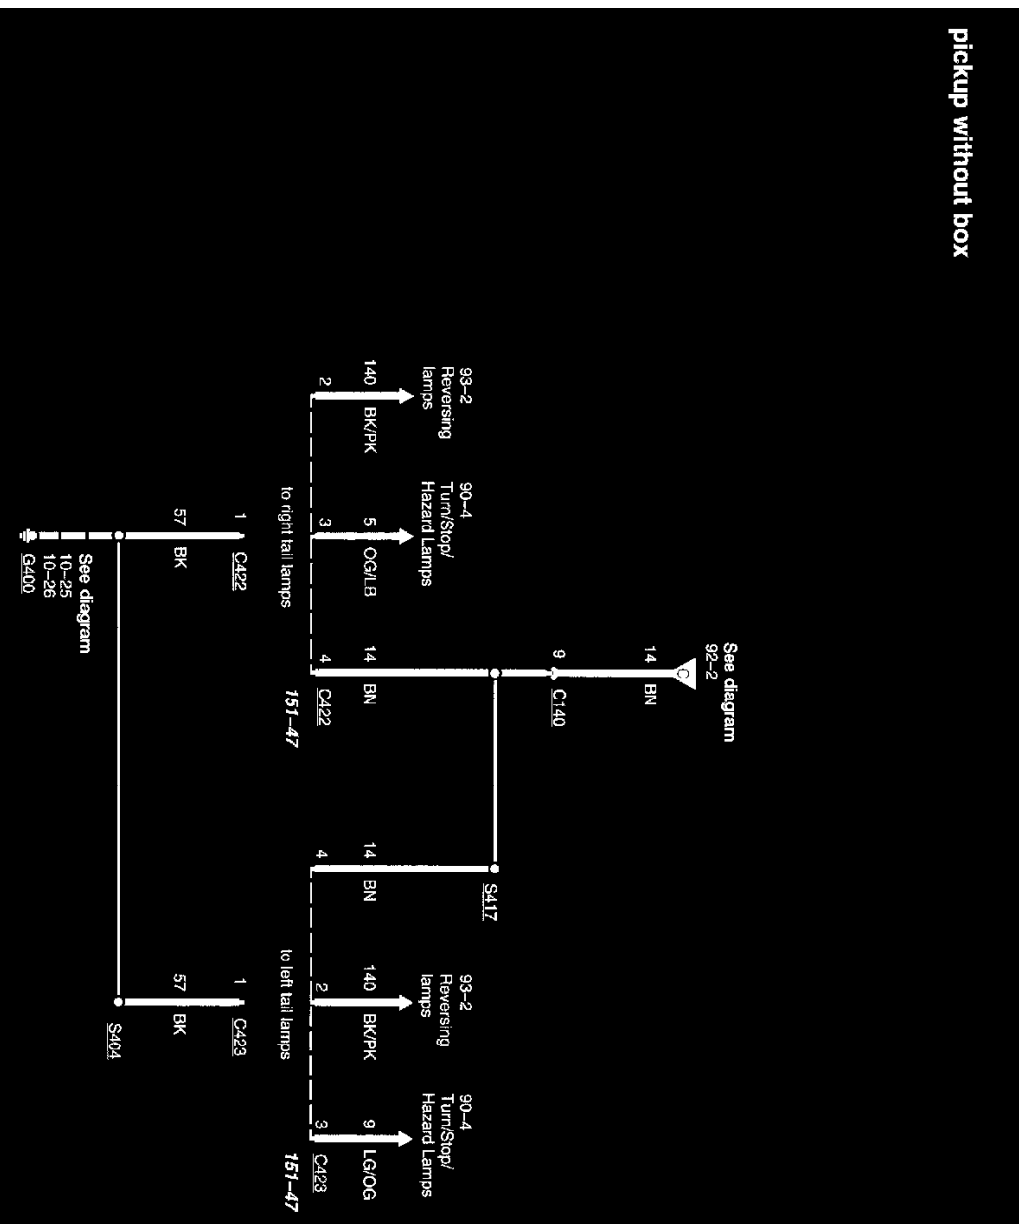 pickup without box
See diagram
92-2
C
14 BN
9 C140
93-2
Reversing
lamps
90-4
Turn/Stop/
Hazard Lamps
S417
93-2
Reversing
lamps
90-4
Turn/Stop/
Hazard Lamps
140 BK/PK
5 OG/LB
14 BN
14 BN
140 BK/PK
9 LG/OG
2
3
4 C422
4
2
3 C423
151-47
151-47
to right tail lamps
to left tail lamps
1 C422
1 C423
57 BK
57 BK
S404
See diagram
10-25
10-26
G400